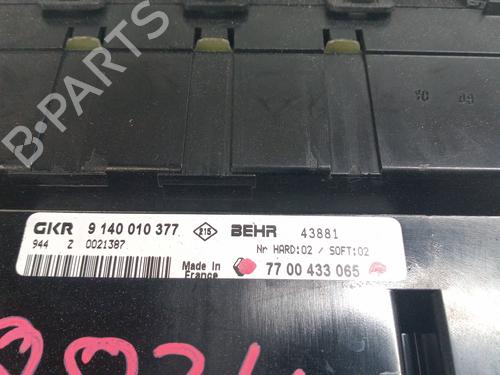 B-PARTS
10 09
GKR 9 140 010 377 215 BEHR 43881
944 Z 0021387 Nr HARD:02 / SOFT:02
Made in France 77 00 433 065